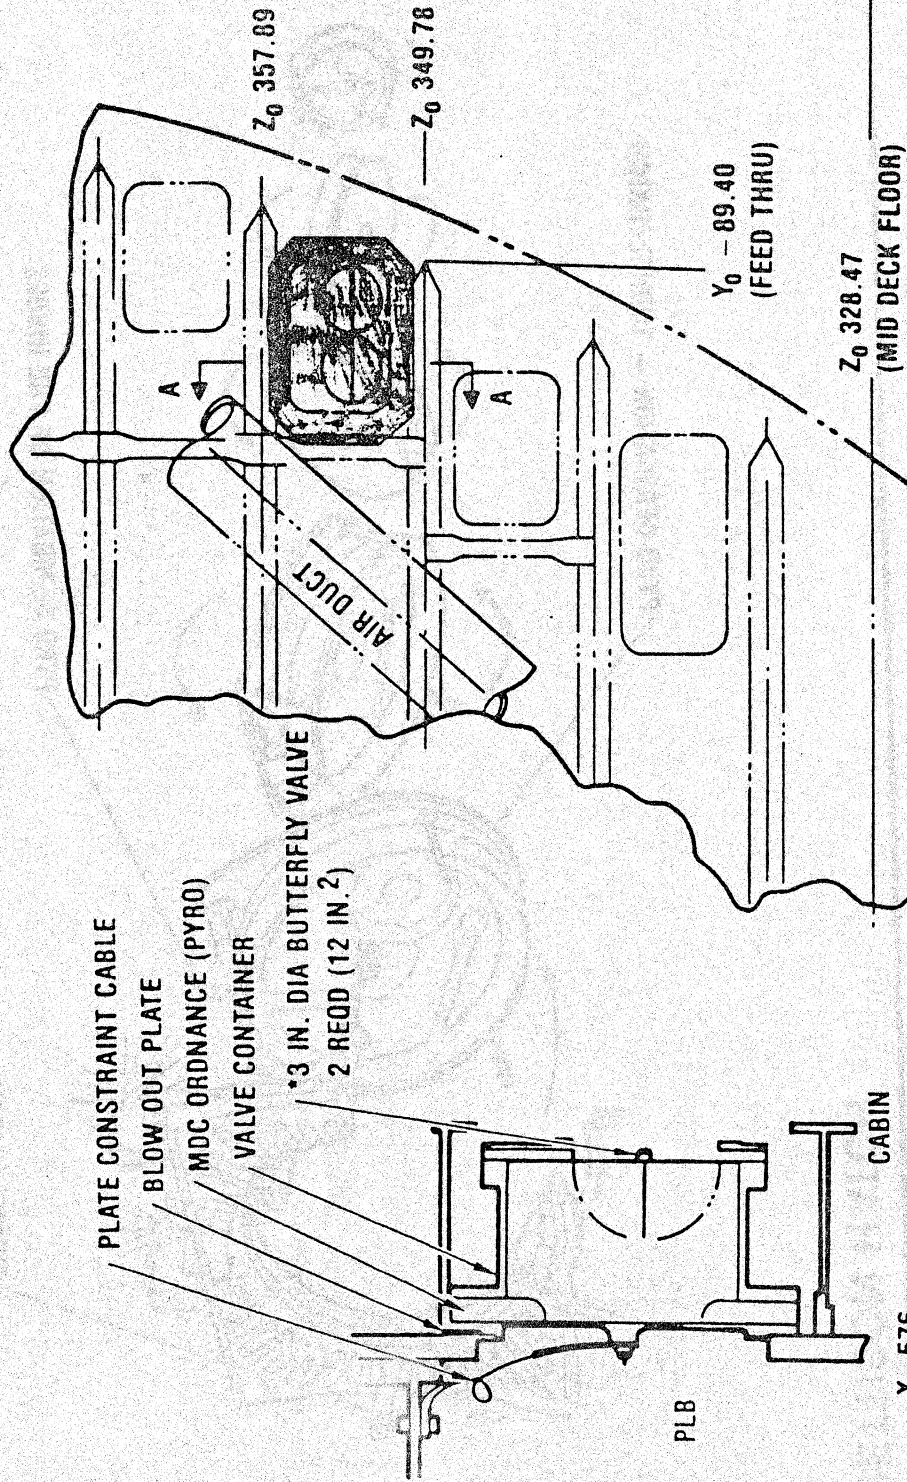 PLATE CONSTRAINT CABLE
BLOW OUT PLATE
MDC ORDNANCE (PYRO)
VALVE CONTAINER
*3 IN. DIA BUTTERFLY VALVE
2 REQD (12 IN.²)
PLB
CABIN
AIR DUCT
A
A
Z₀ 357.89
Z₀ 349.78
Y₀ – 89.40
(FEED THRU)
Z₀ 328.47
(MID DECK FLOOR)